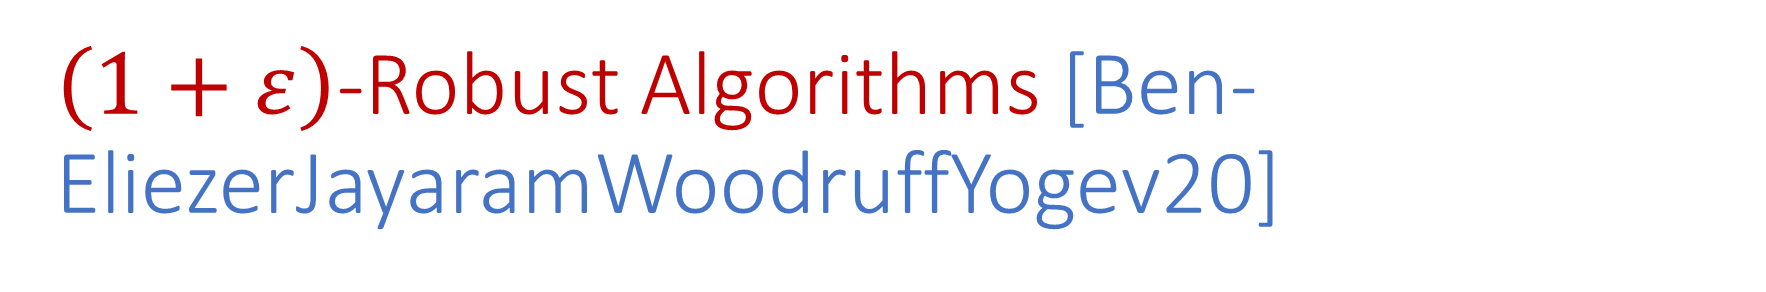 (1 + ε)-Robust Algorithms [Ben-
EliezerJayaramWoodruffYogev20]